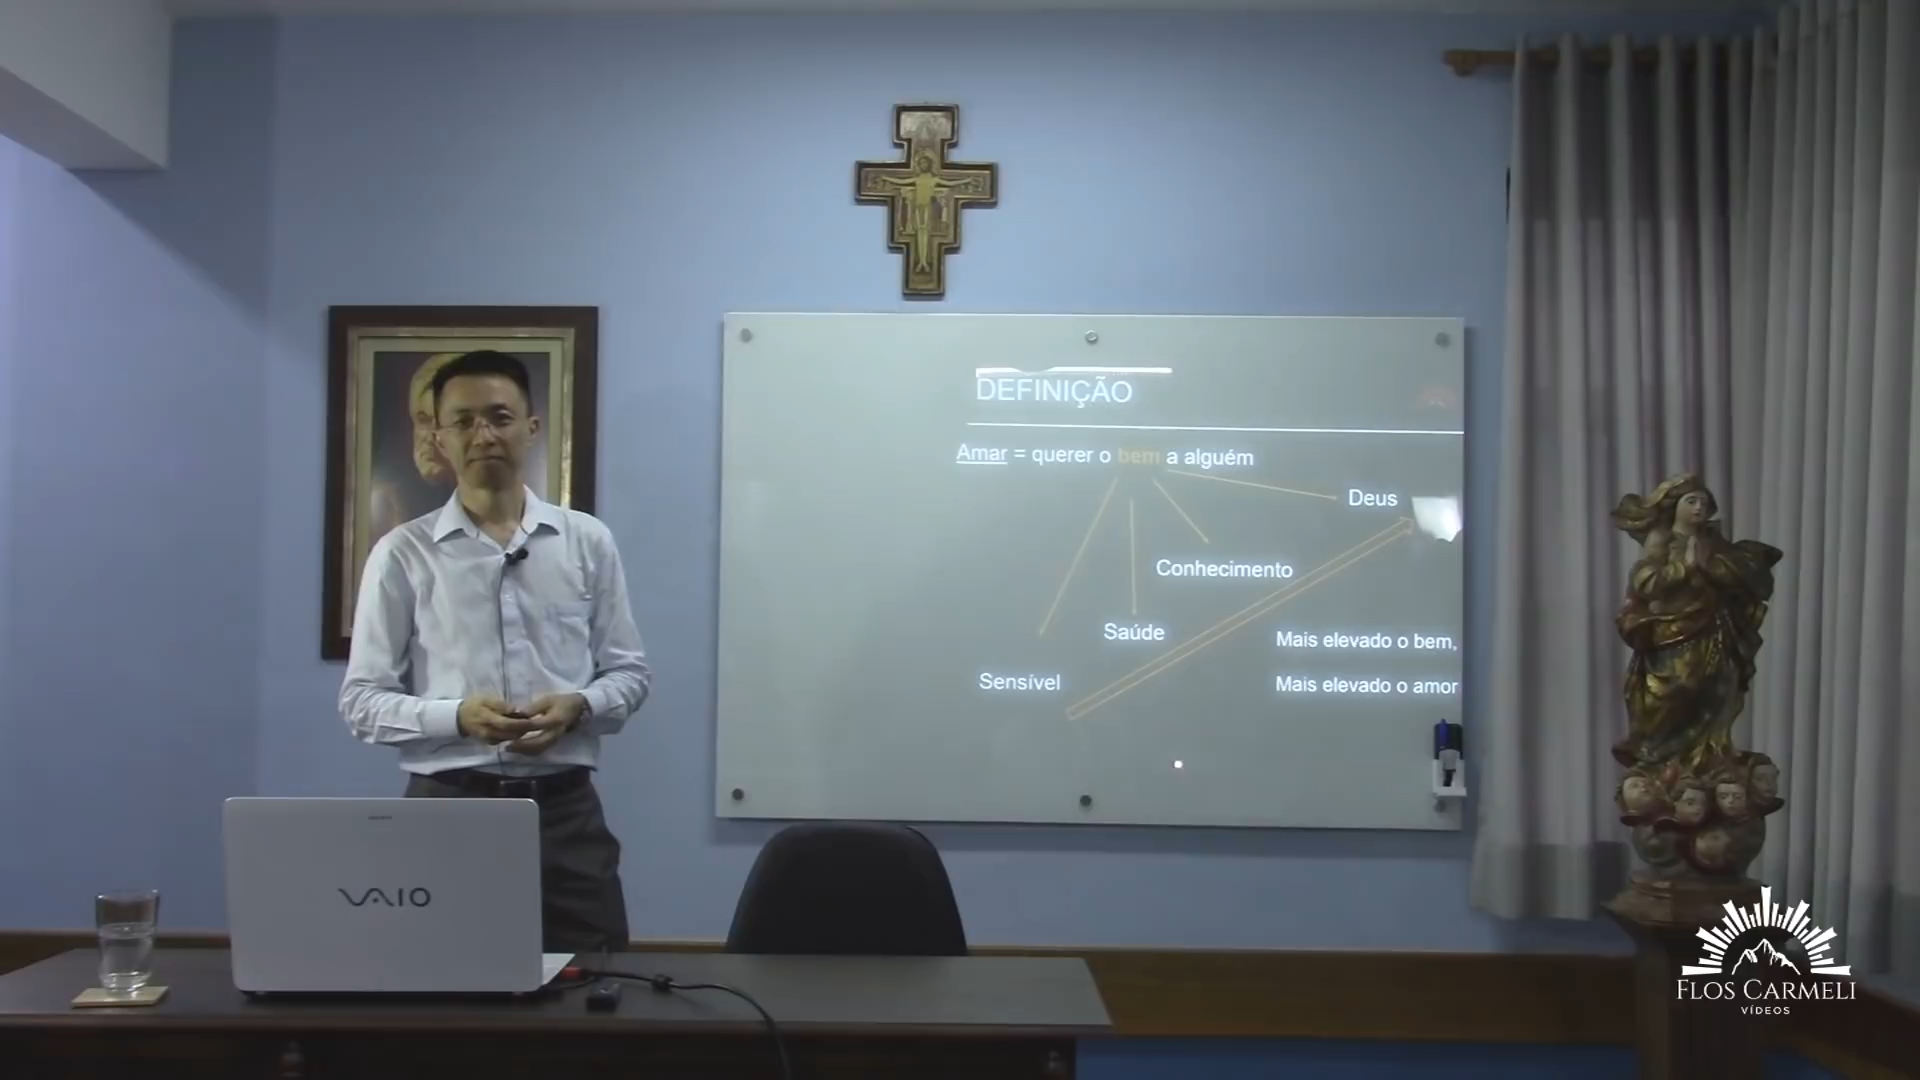 DEFINIÇÃO
Amar = querer o bem a alguém
Deus
Conhecimento
Saúde
Mais elevado o bem,
Sensível
Mais elevado o amor
VAIO
FLOS CARMELI
VÍDEOS